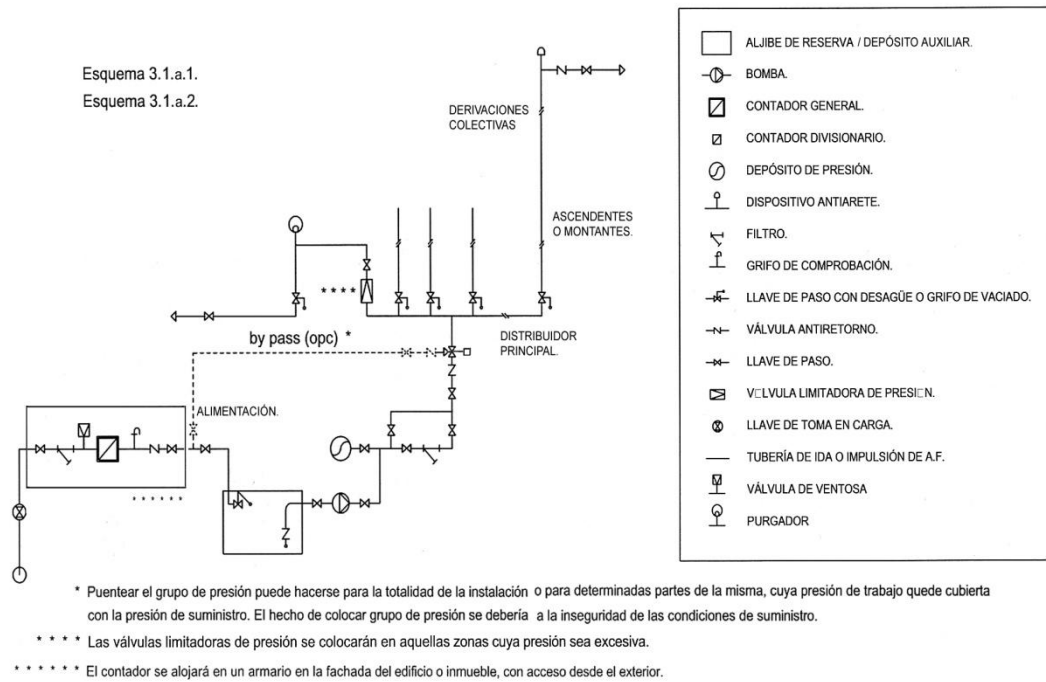 Esquema 3.1.a.1.
Esquema 3.1.a.2.
DERIVACIONES
COLECTIVAS
ASCENDENTES
O MONTANTES.
* * * *
DISTRIBUIDOR
PRINCIPAL.
by pass (opc) *
ALIMENTACIÓN.
* * * * * *
ALJIBE DE RESERVA / DEPÓSITO AUXILIAR.
BOMBA.
CONTADOR GENERAL.
CONTADOR DIVISIONARIO.
DEPÓSITO DE PRESIÓN.
DISPOSITIVO ANTIARETE.
FILTRO.
GRIFO DE COMPROBACIÓN.
LLAVE DE PASO CON DESAGÜE O GRIFO DE VACIADO.
VÁLVULA ANTIRETORNO.
LLAVE DE PASO.
V□LVULA LIMITADORA DE PRESI□N.
LLAVE DE TOMA EN CARGA.
TUBERÍA DE IDA O IMPULSIÓN DE A.F.
VÁLVULA DE VENTOSA
PURGADOR
* Puentear el grupo de presión puede hacerse para la totalidad de la instalación o para determinadas partes de la misma, cuya presión de trabajo quede cubierta
con la presión de suministro. El hecho de colocar grupo de presión se debería a la inseguridad de las condiciones de suministro.
* * * * Las válvulas limitadoras de presión se colocarán en aquellas zonas cuya presión sea excesiva.
* * * * * * El contador se alojará en un armario en la fachada del edificio o inmueble, con acceso desde el exterior.